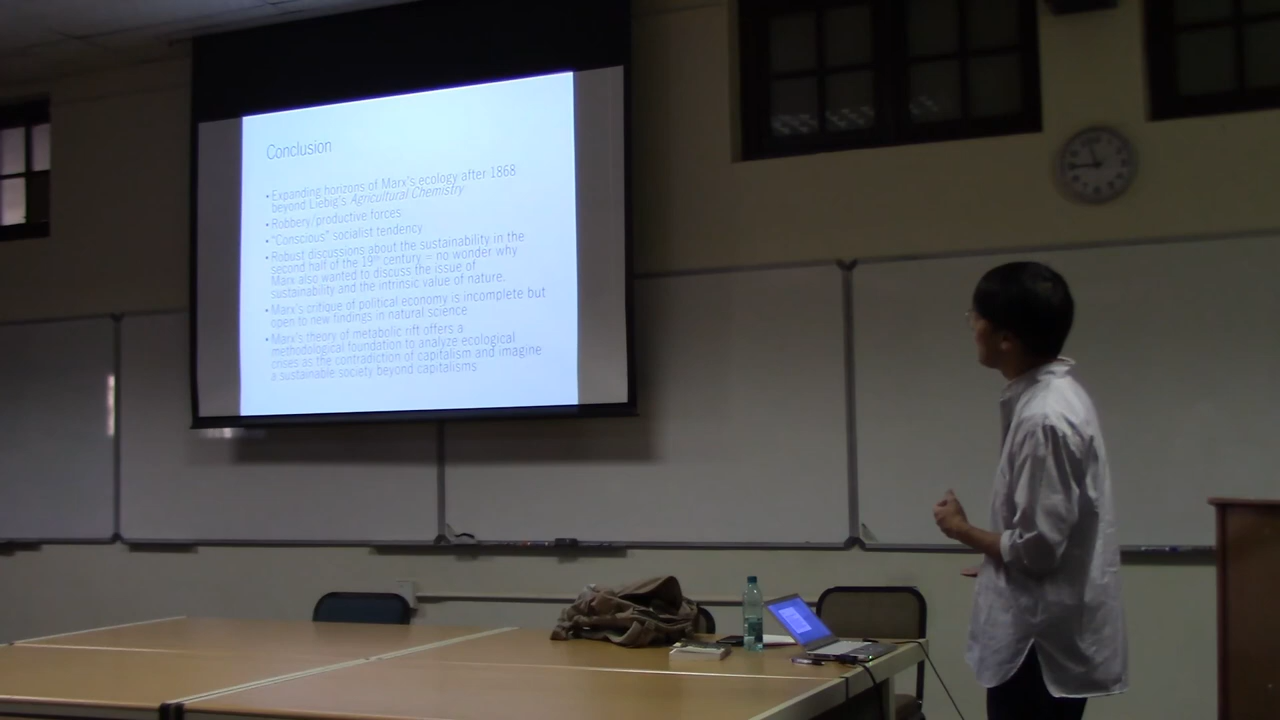 Conclusion
• Expanding horizons of Marx's ecology after 1868
beyond Liebig's Agricultural Chemistry
• Robbery/productive forces
• "Conscious" socialist tendency
• Robust discussions about the sustainability in the
second half of the 19th century = no wonder why
Marx also wanted to discuss the issue of
sustainability and the intrinsic value of nature.
• Marx's critique of political economy is incomplete but
open to new findings in natural science
• Marx's theory of metabolic rift offers a
methodological foundation to analyze ecological
crises as the contradiction of capitalism and imagine
a sustainable society beyond capitalisms